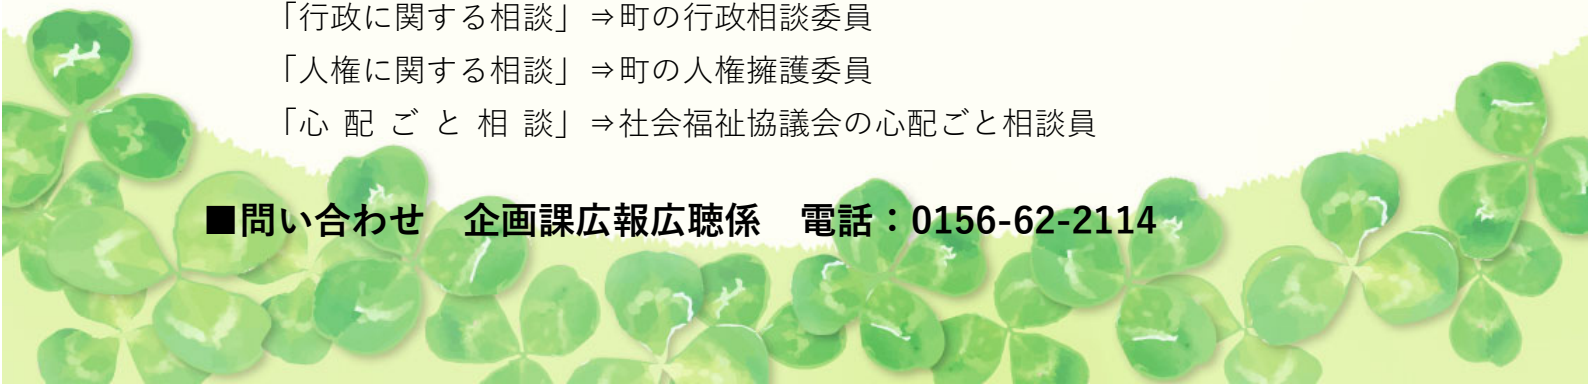 「行政に関する相談」⇒町の行政相談委員
「人権に関する相談」⇒町の人権擁護委員
「心 配 ご と 相 談」⇒社会福祉協議会の心配ごと相談員
■問い合わせ　企画課広報広聴係　電話：0156-62-2114